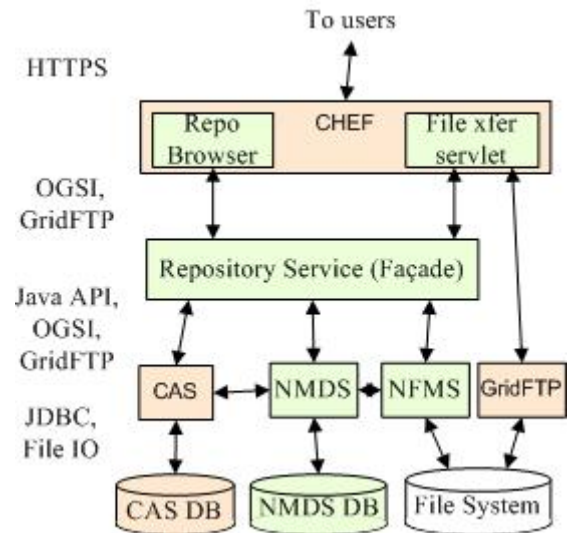 To users
HTTPS
CHEF
Repo
Browser
File xfer
servlet
OGSI,
GridFTP
Repository Service (Façade)
Java API,
OGSI,
GridFTP
CAS
NMDS
NFMS
GridFTP
JDBC,
File IO
CAS DB
NMDS DB
File System